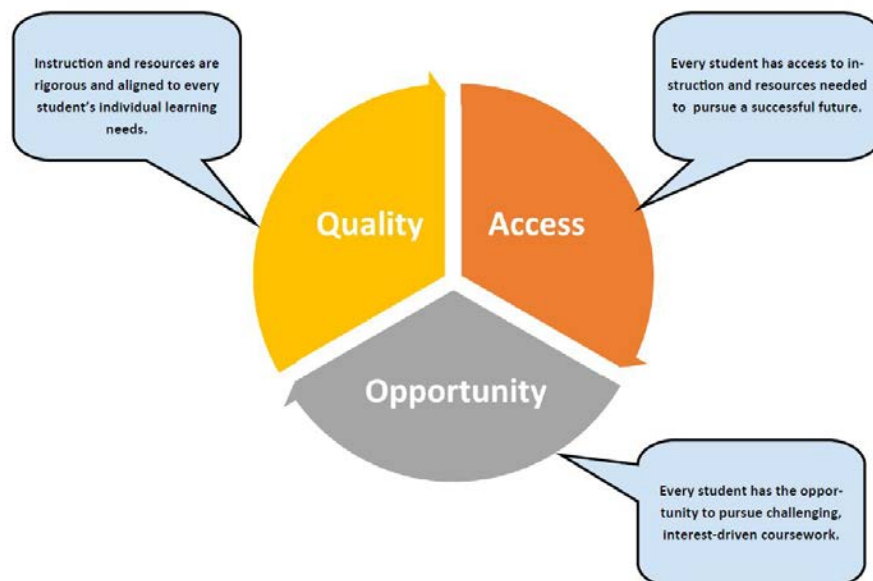 Instruction and resources are
rigorous and aligned to every
student's individual learning
needs.
Every student has access to in-
struction and resources needed
to pursue a successful future.
Quality
Access
Opportunity
Every student has the oppor-
tunity to pursue challenging,
interest-driven coursework.